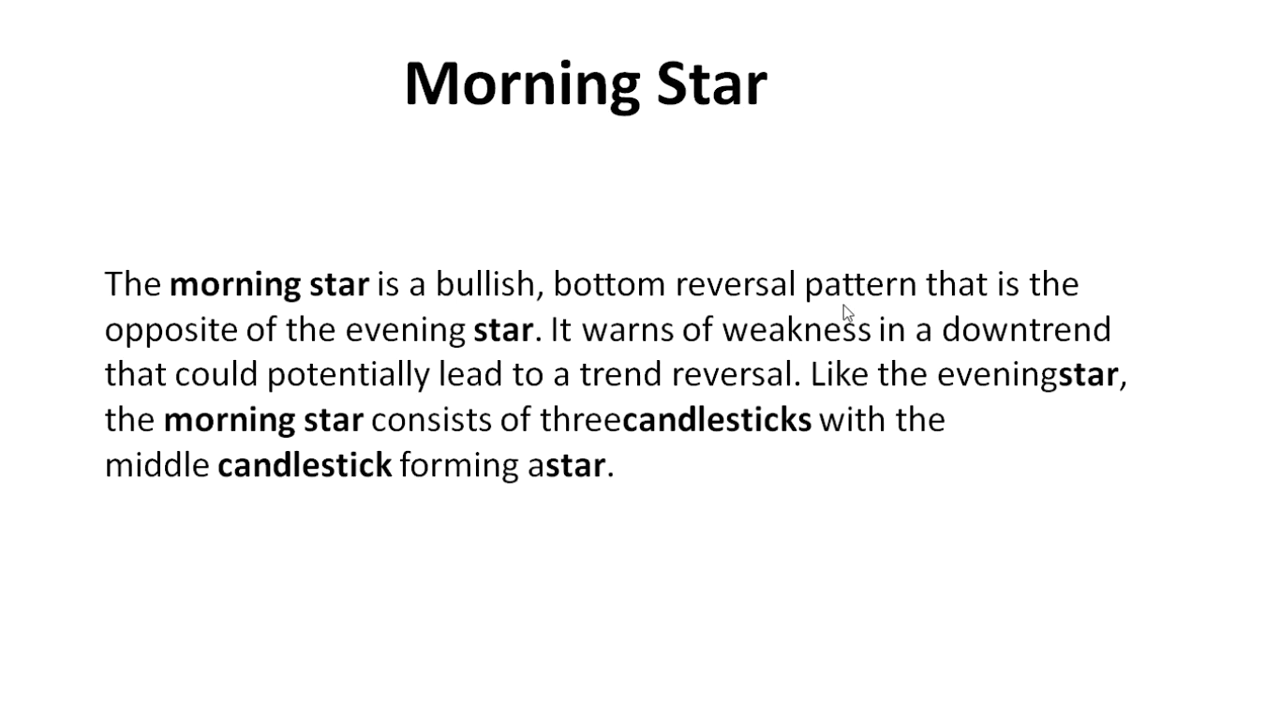 Morning Star
The morning star is a bullish, bottom reversal pattern that is the
opposite of the evening star. It warns of weakness in a downtrend
that could potentially lead to a trend reversal. Like the eveningstar,
the morning star consists of threecandlesticks with the
middle candlestick forming astar.